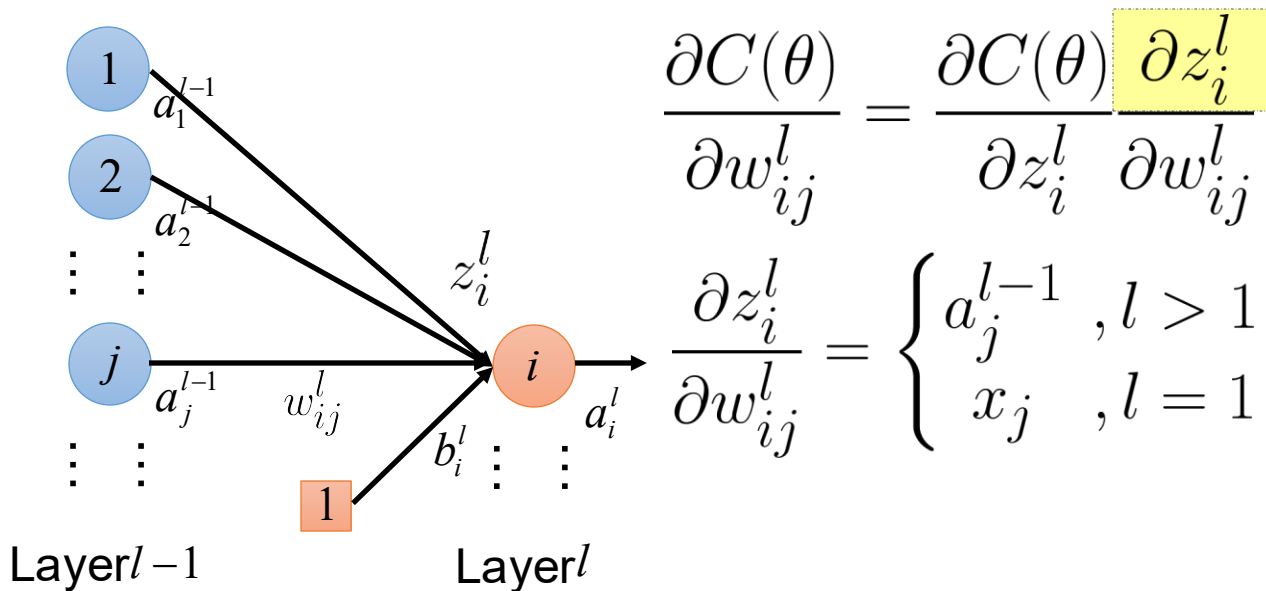 1
a_1^{l-1}
2
a_2^{l-1}
⋮ ⋮
z_i^l
j
a_j^{l-1}
w_{ij}^l
i
a_i^l
b_i^l
⋮ ⋮
⋮ ⋮
1
Layer l−1
Layer l
∂C(θ)/∂w_{ij}^l = ∂C(θ)/∂z_i^l ∂z_i^l/∂w_{ij}^l
∂z_i^l/∂w_{ij}^l = { a_j^{l-1} , l > 1
x_j , l = 1